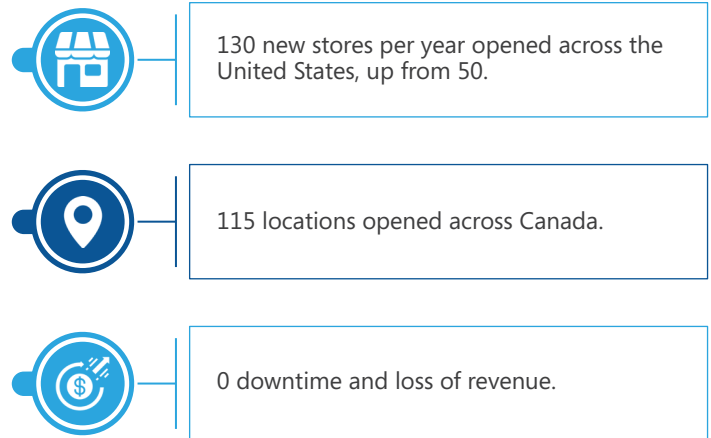 130 new stores per year opened across the
United States, up from 50.
115 locations opened across Canada.
$
0 downtime and loss of revenue.